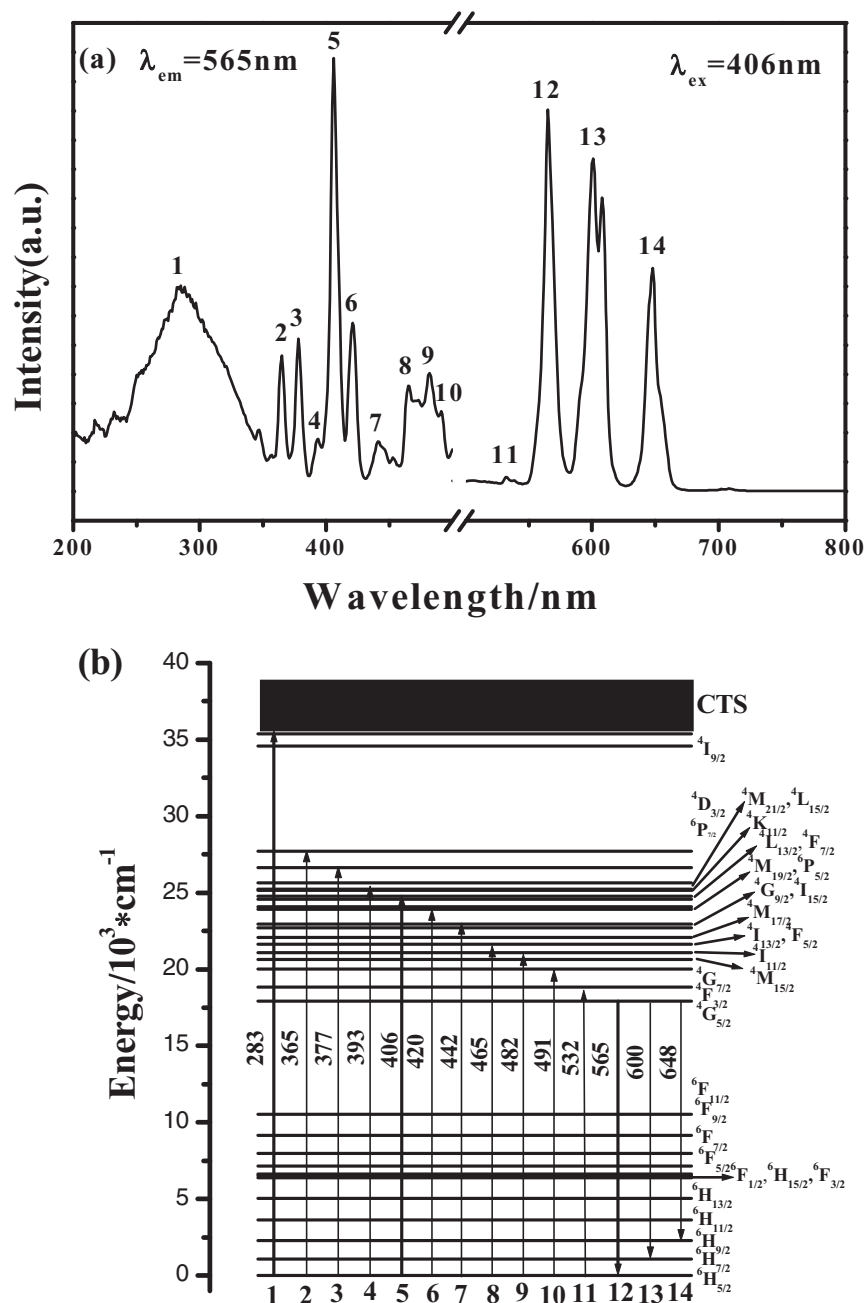 (a) λem=565nm λex=406nm
5
12
13
1
14
6
3
2
9
8
10
4
7
11
Intensity(a.u.)
200 300 400 600 700 800
Wavelength/nm
(b)
40
35
30
25
20
15
10
5
0
Energy/10³*cm⁻¹
CTS
⁴I9/2
⁴D3/2
⁶P7/2
⁴M21/2,⁴L15/2
⁴K11/2
⁴L13/2,⁴F7/2
⁴M19/2,⁶P5/2
⁴G9/2,⁴I15/2
⁴M17/2
⁴I13/2,⁴F5/2
⁴I11/2
⁴M15/2
⁴G7/2
⁴F3/2
⁴G5/2
283 365 377 393 406 420 442 465 482 491 532 565 600 648
⁶F11/2
⁶F9/2
⁶F7/2
⁶F5/2 ⁶F1/2,⁶H15/2,⁶F3/2
⁶H13/2
⁶H11/2
⁶H9/2
⁶H7/2
⁶H5/2
1 2 3 4 5 6 7 8 9 10 11 12 13 14